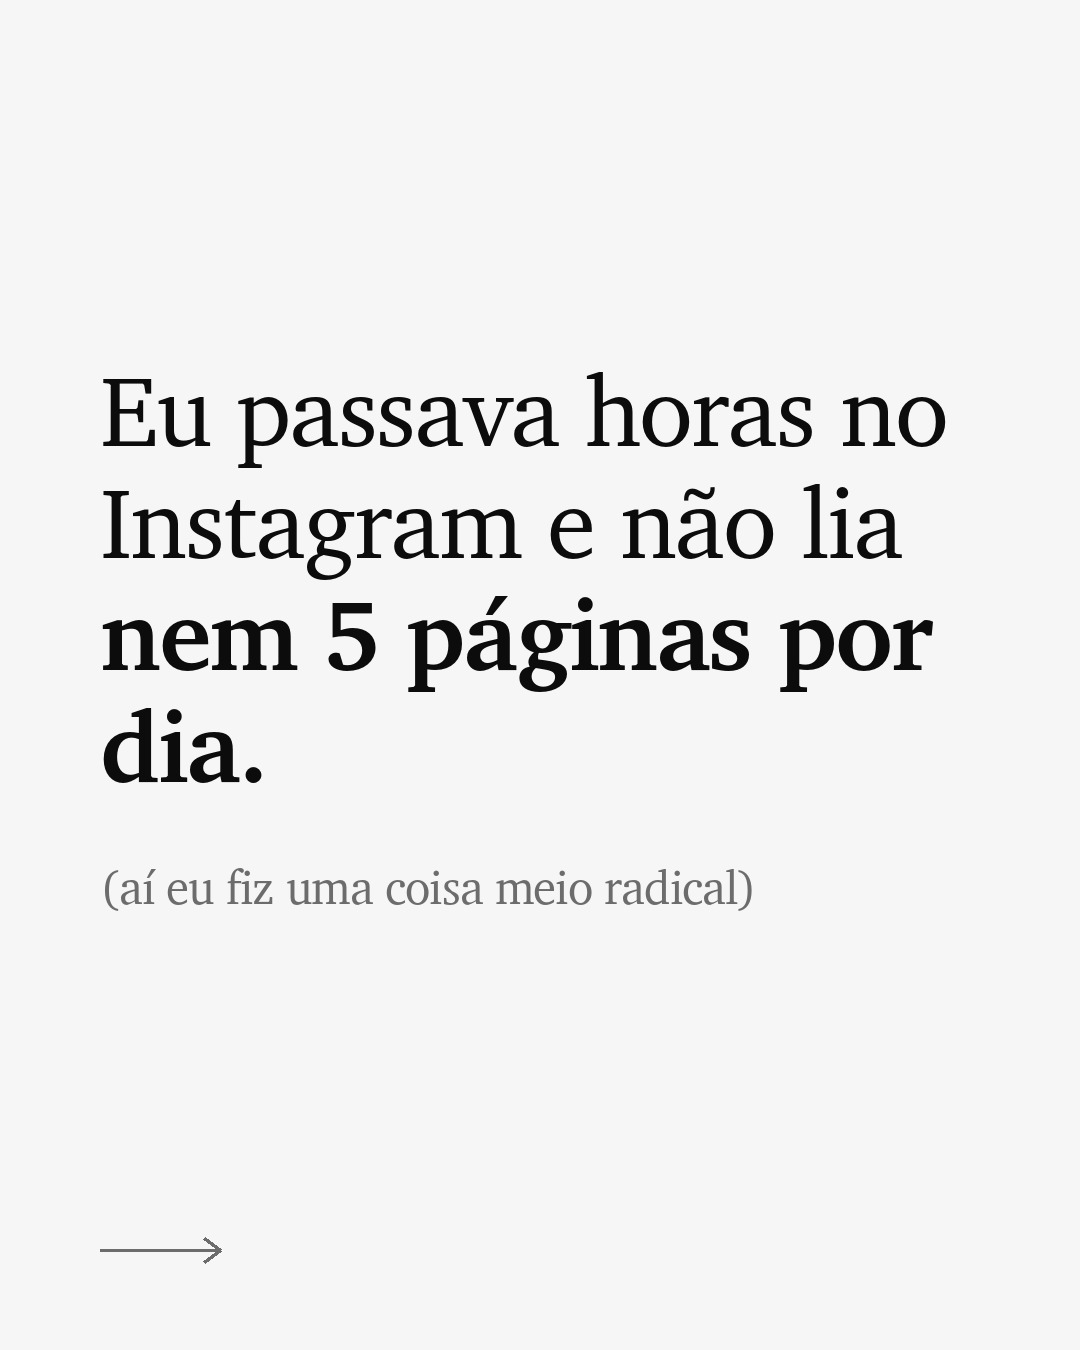 Eu passava horas no
Instagram e não lia
nem 5 páginas por
dia.
(aí eu fiz uma coisa meio radical)